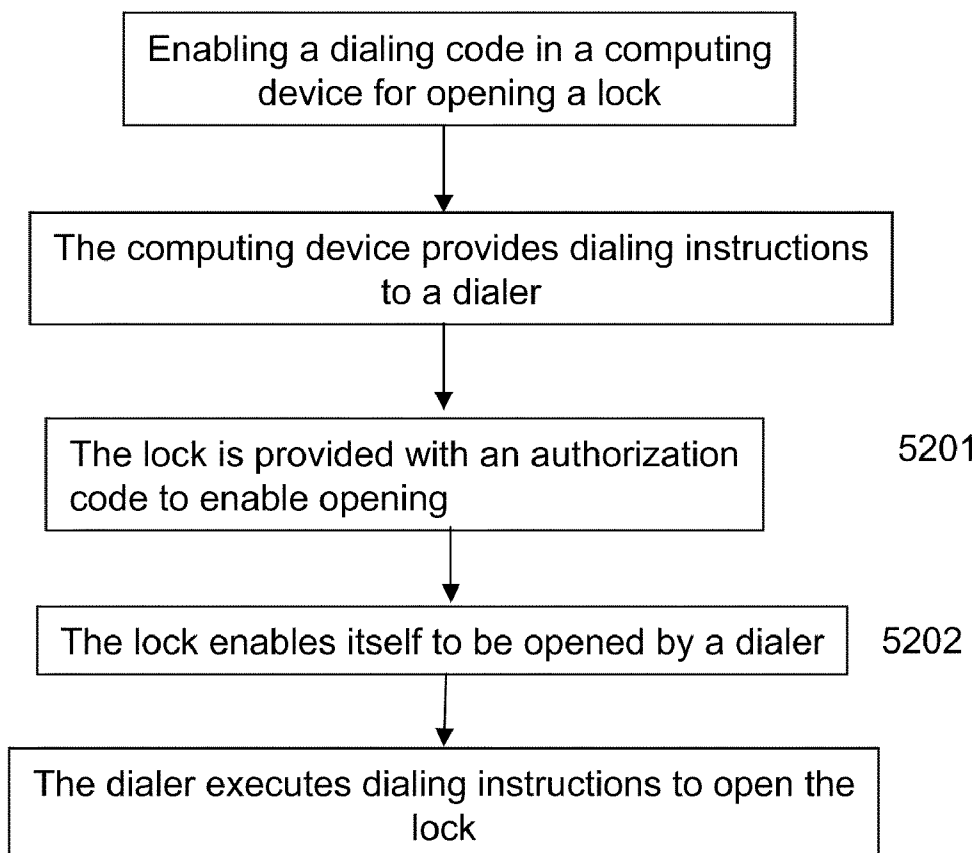 Enabling a dialing code in a computing
device for opening a lock
The computing device provides dialing instructions
to a dialer
The lock is provided with an authorization
code to enable opening
5201
The lock enables itself to be opened by a dialer
5202
The dialer executes dialing instructions to open the
lock